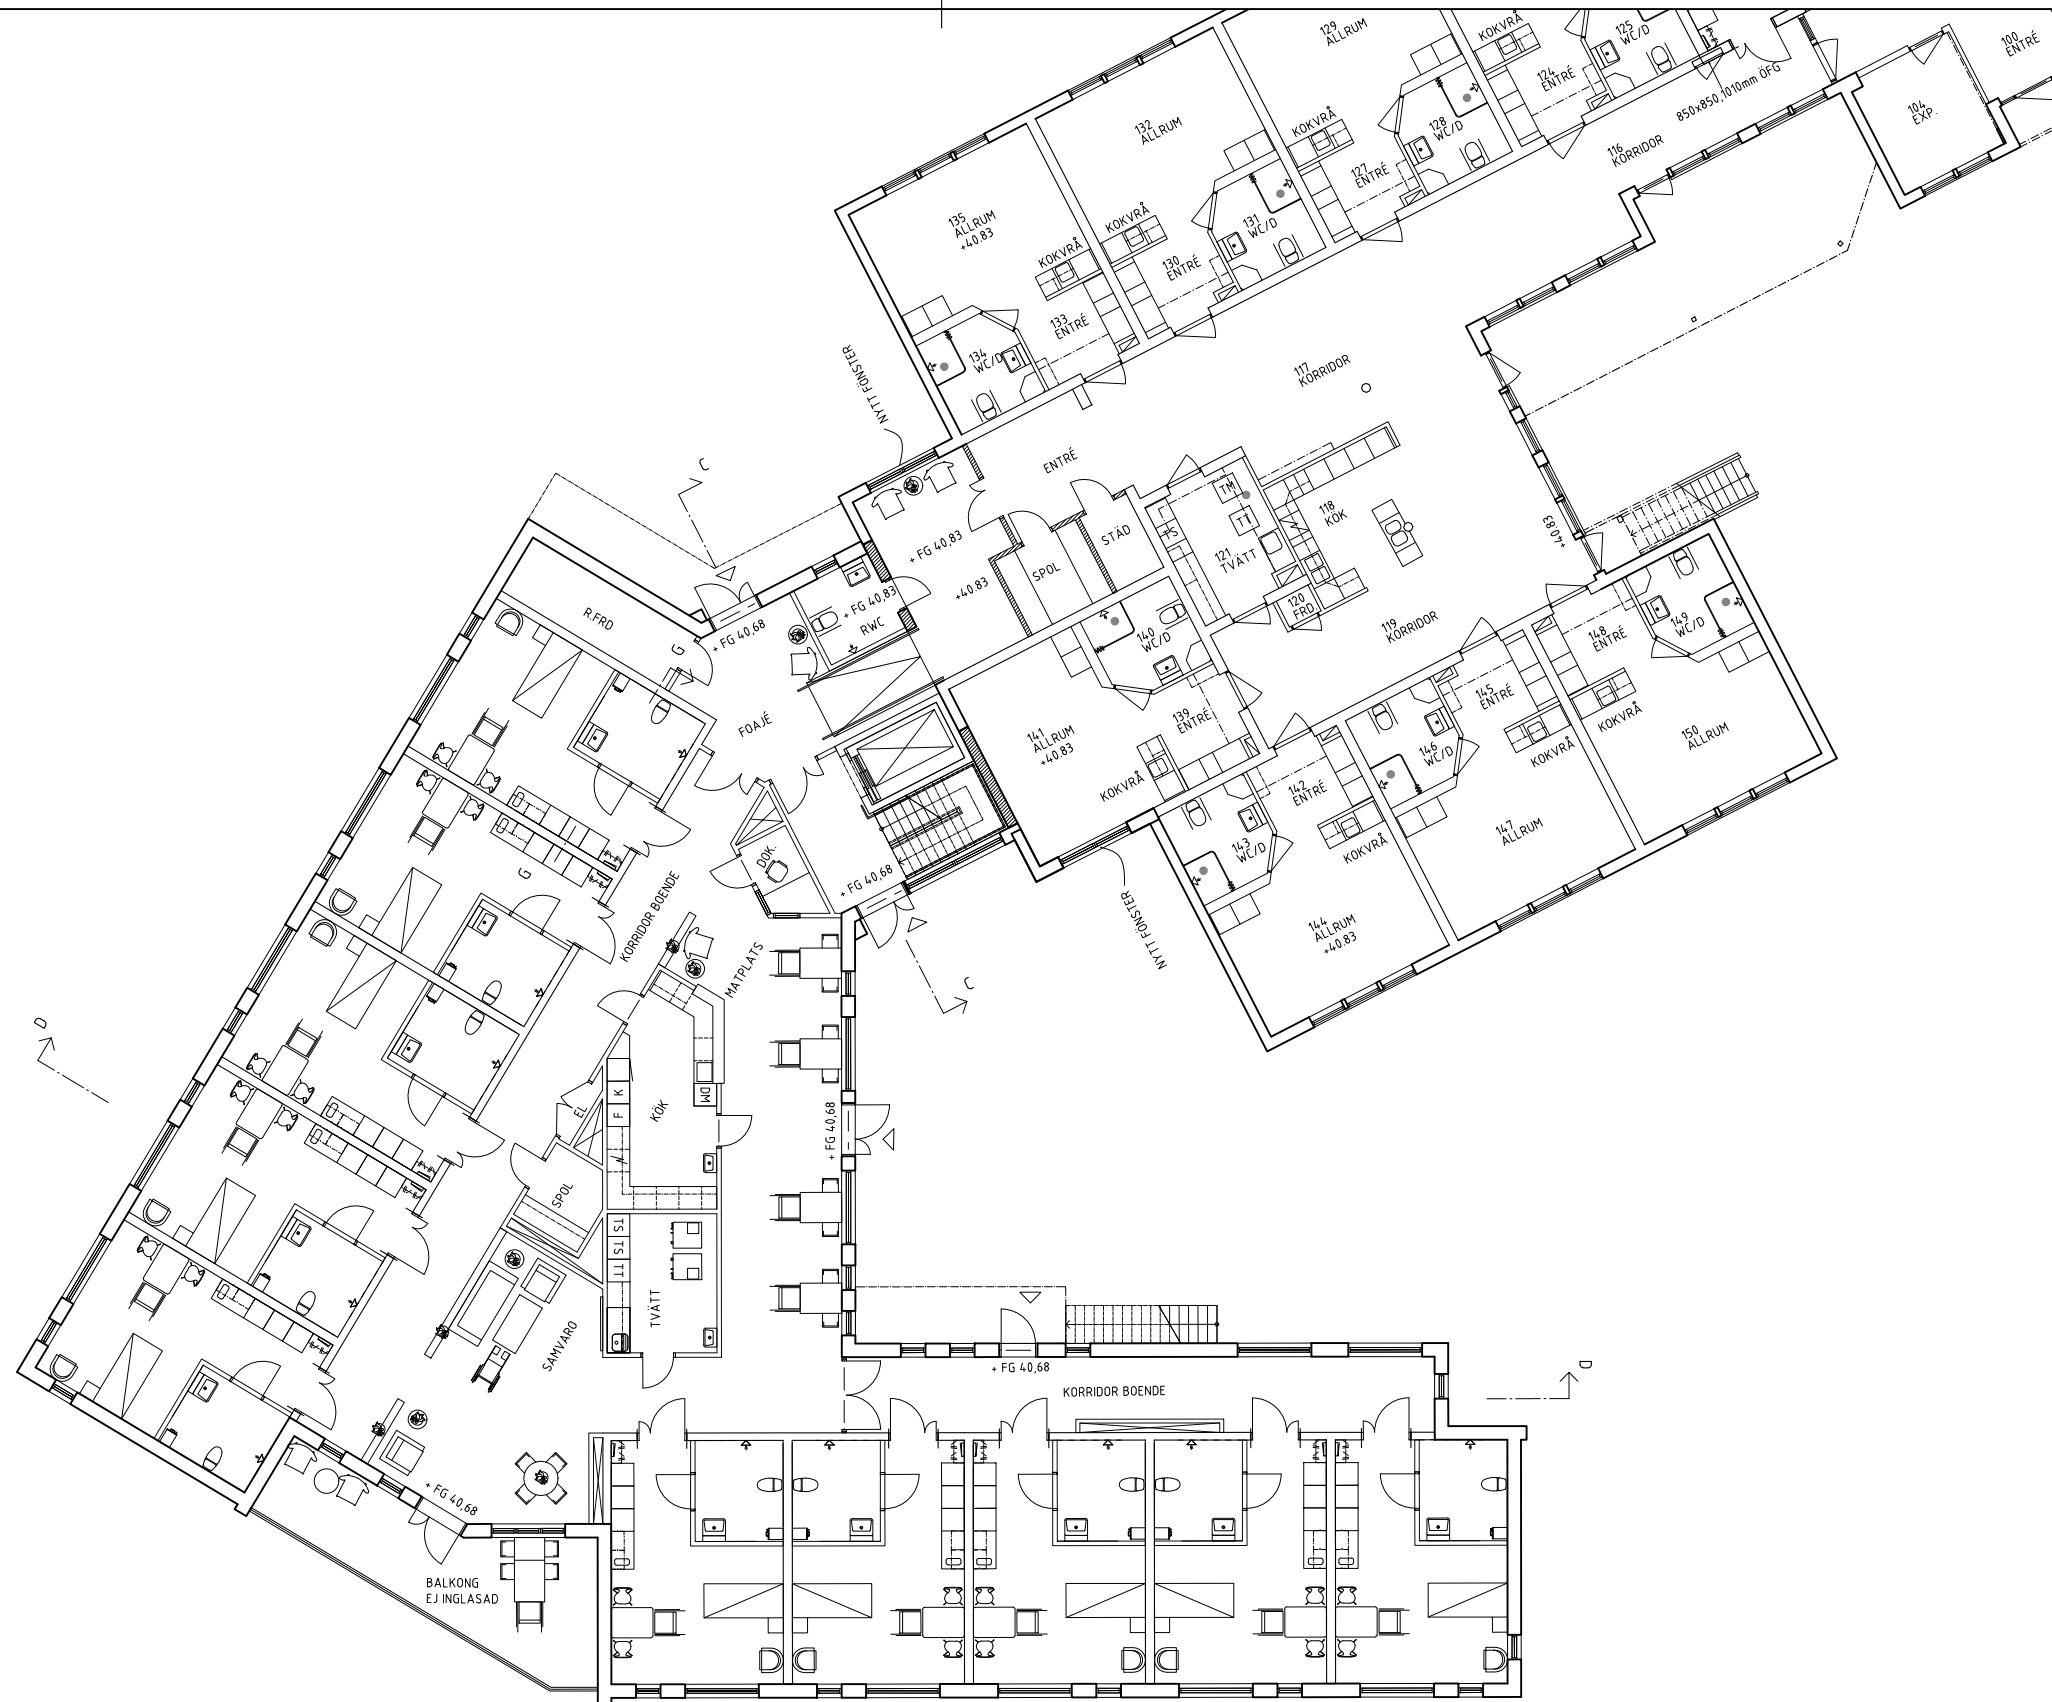 129
ALLRUM
KOKVRÅ
125
WC/D
100
ENTRÉ
124
ENTRÉ
850x850,1010mm ÖFG
104
EXP.
132
ALLRUM
KOKVRÅ
128
WC/D
116
KORRIDOR
127
ENTRÉ
135
ALLRUM
+40.83
KOKVRÅ
131
WC/D
KOKVRÅ
130
ENTRÉ
133
ENTRÉ
134
WC/D
NYTT FÖNSTER
117
KORRIDOR
C
ENTRÉ
TM
TT
TS
118
KÖK
STÄD
121
TVÄTT
+ FG 40,83
+40.83
SPOL
+40.83
120
FRD
+ FG 40,83
RWC
R.FRD
+ FG 40,68
G
140
WC/D
119
KORRIDOR
149
WC/D
148
ENTRÉ
FOAJÉ
141
ALLRUM
+40.83
139
ENTRÉ
145
ENTRÉ
KOKVRÅ
150
ALLRUM
146
WC/D
KOKVRÅ
KOKVRÅ
142
ENTRÉ
147
ALLRUM
143
WC/D
KOKVRÅ
DOK.
+ FG 40,68
G
KORRIDOR BOENDE
144
ALLRUM
+40.83
NYTT FÖNSTER
MATPLATS
C
D
K
F
DM
KÖK
EL
+ FG 40,68
SPOL
TS
TS
TT
TVÄTT
SAMVARO
+ FG 40,68
D
KORRIDOR BOENDE
+ FG 40,68
BALKONG
EJ INGLASAD